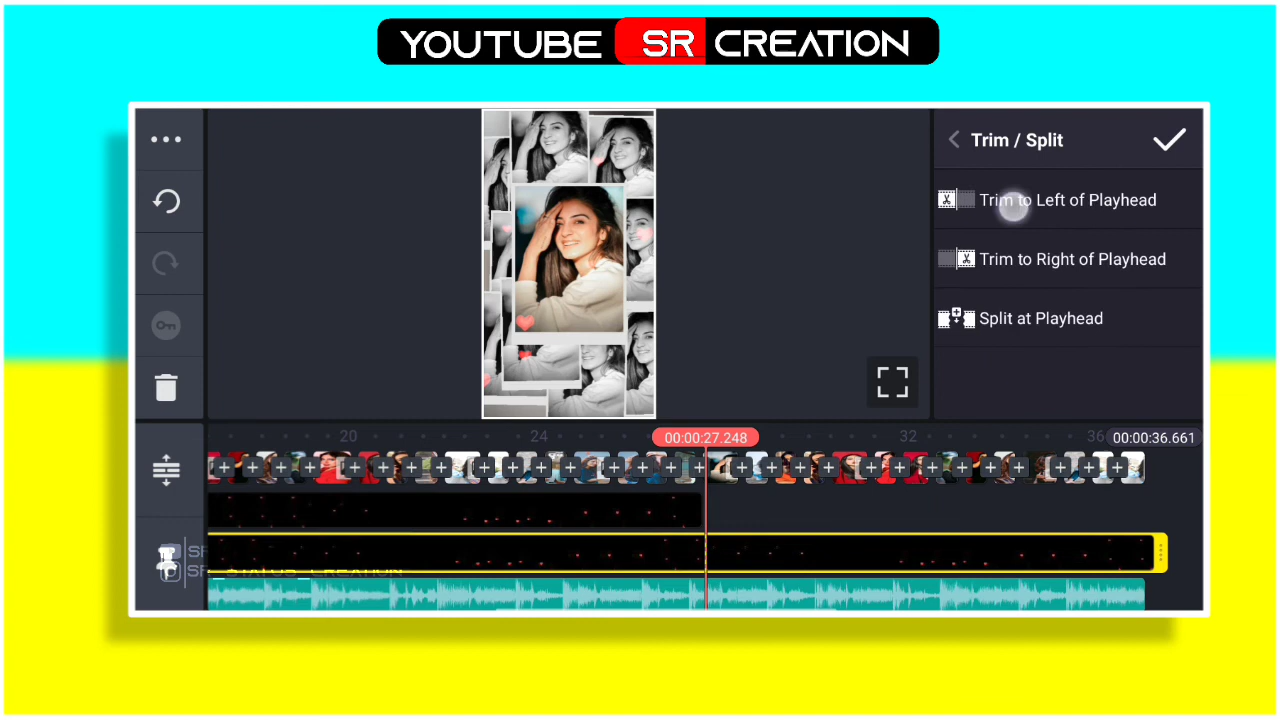 YOUTUBE SR CREATION
Trim / Split
Trim to Left of Playhead
Trim to Right of Playhead
Split at Playhead
20
24
00:00:27.248
32
36
00:00:36.661
SR_STATUS_CREATION